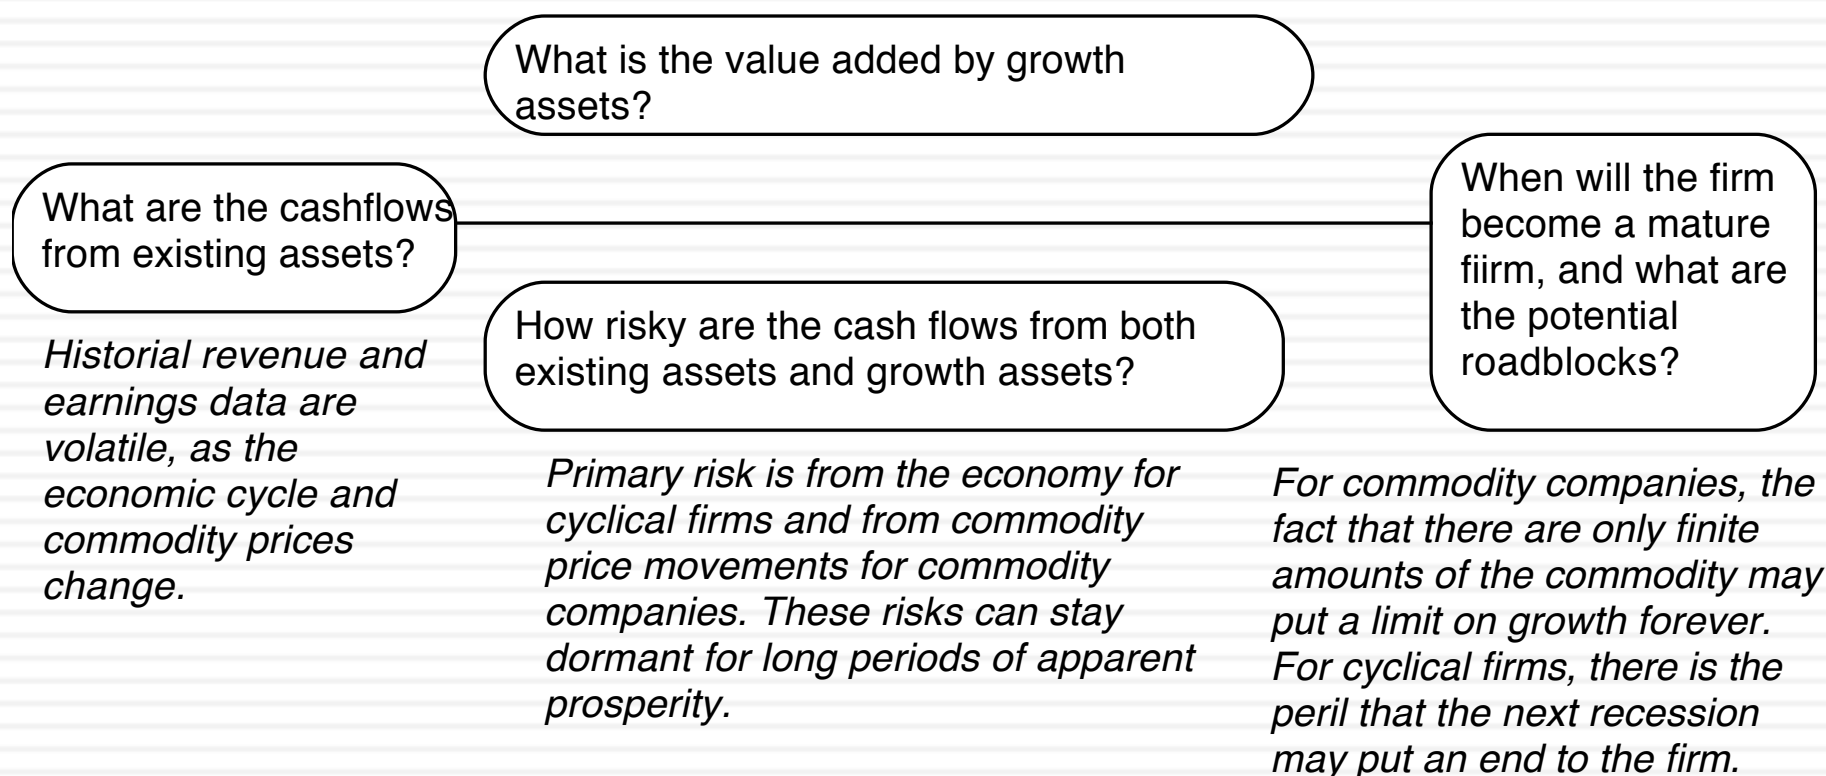 What is the value added by growth
assets?
What are the cashflows
from existing assets?
Historial revenue and
earnings data are
volatile, as the
economic cycle and
commodity prices
change.
How risky are the cash flows from both
existing assets and growth assets?
Primary risk is from the economy for
cyclical firms and from commodity
price movements for commodity
companies. These risks can stay
dormant for long periods of apparent
prosperity.
When will the firm
become a mature
fiirm, and what are
the potential
roadblocks?
For commodity companies, the
fact that there are only finite
amounts of the commodity may
put a limit on growth forever.
For cyclical firms, there is the
peril that the next recession
may put an end to the firm.